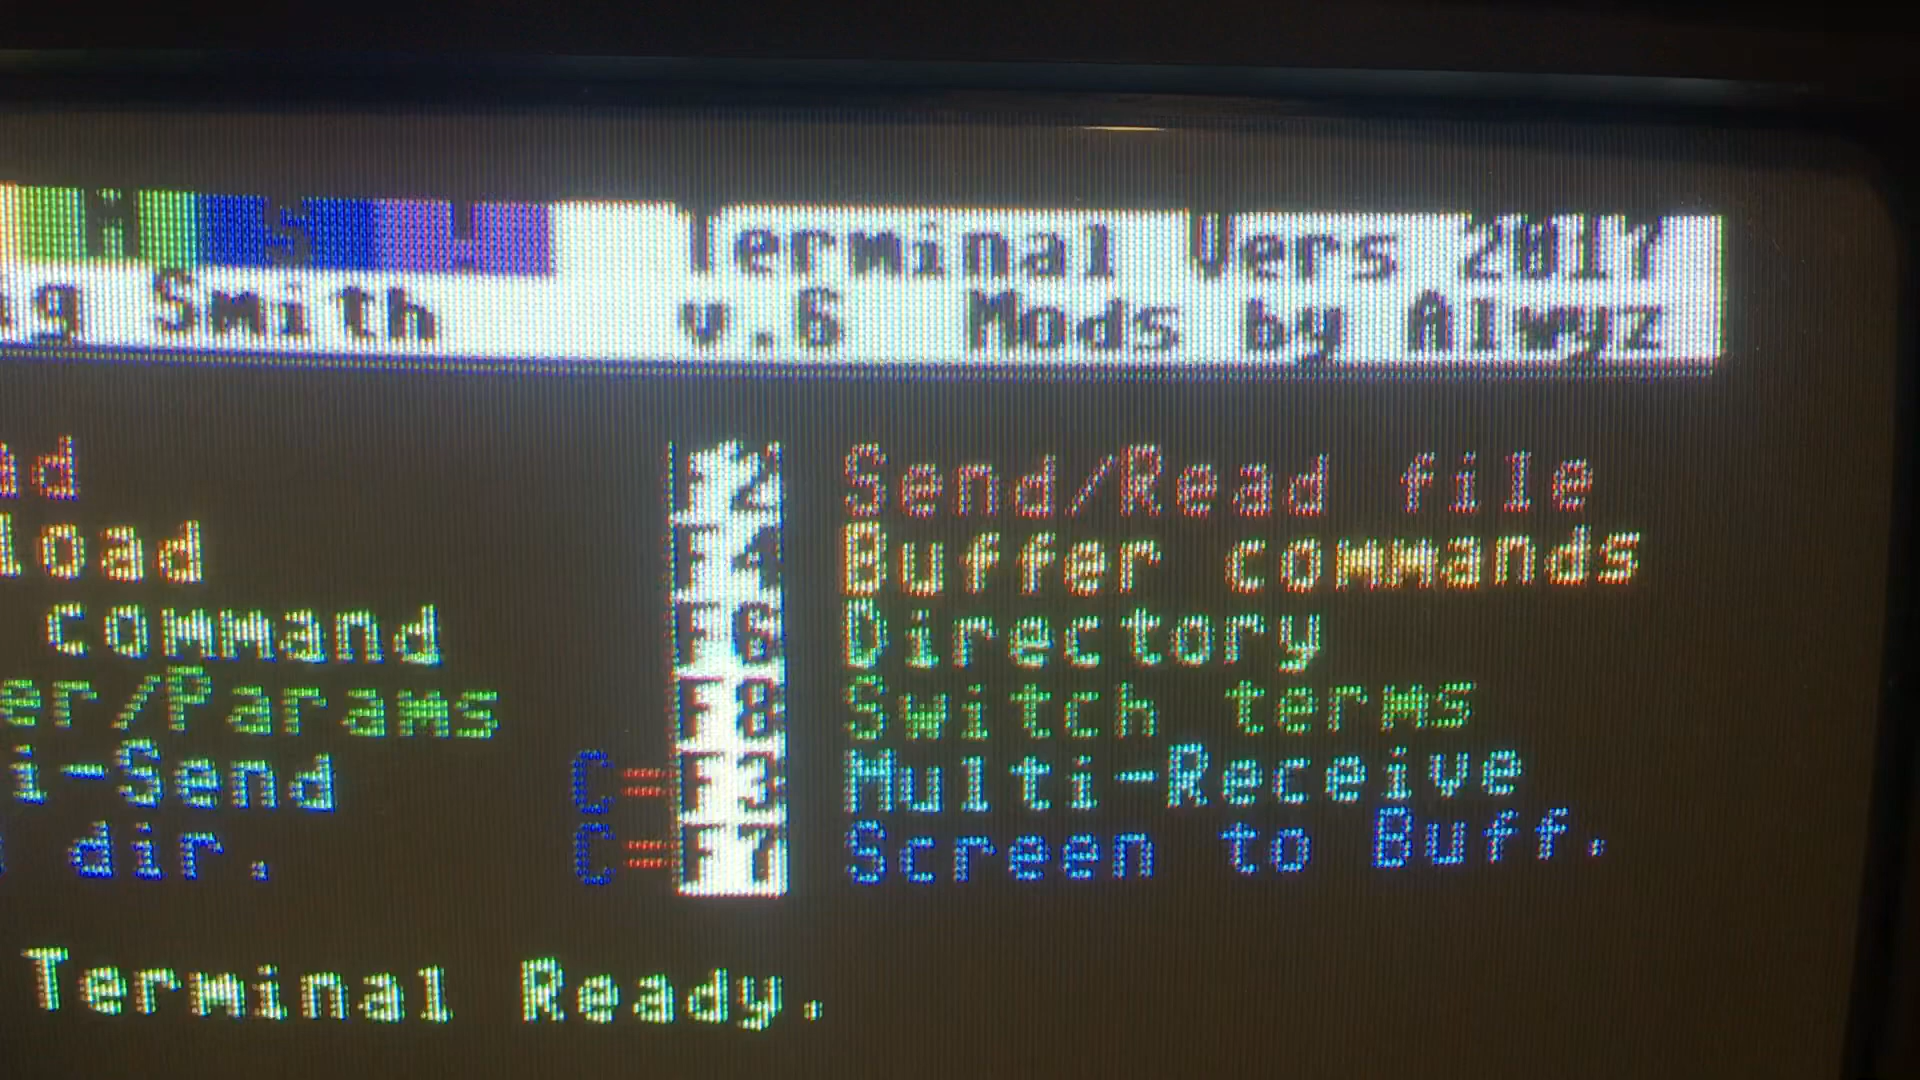 M S W Terminal Vers 2017
g Smith v.6 Mods by Alwyz
d F2 Send/Read file
load F4 Buffer commands
command F6 Directory
er/Params F8 Switch terms
i-Send C=F3 Multi-Receive
dir. C=F7 Screen to Buff.
Terminal Ready.